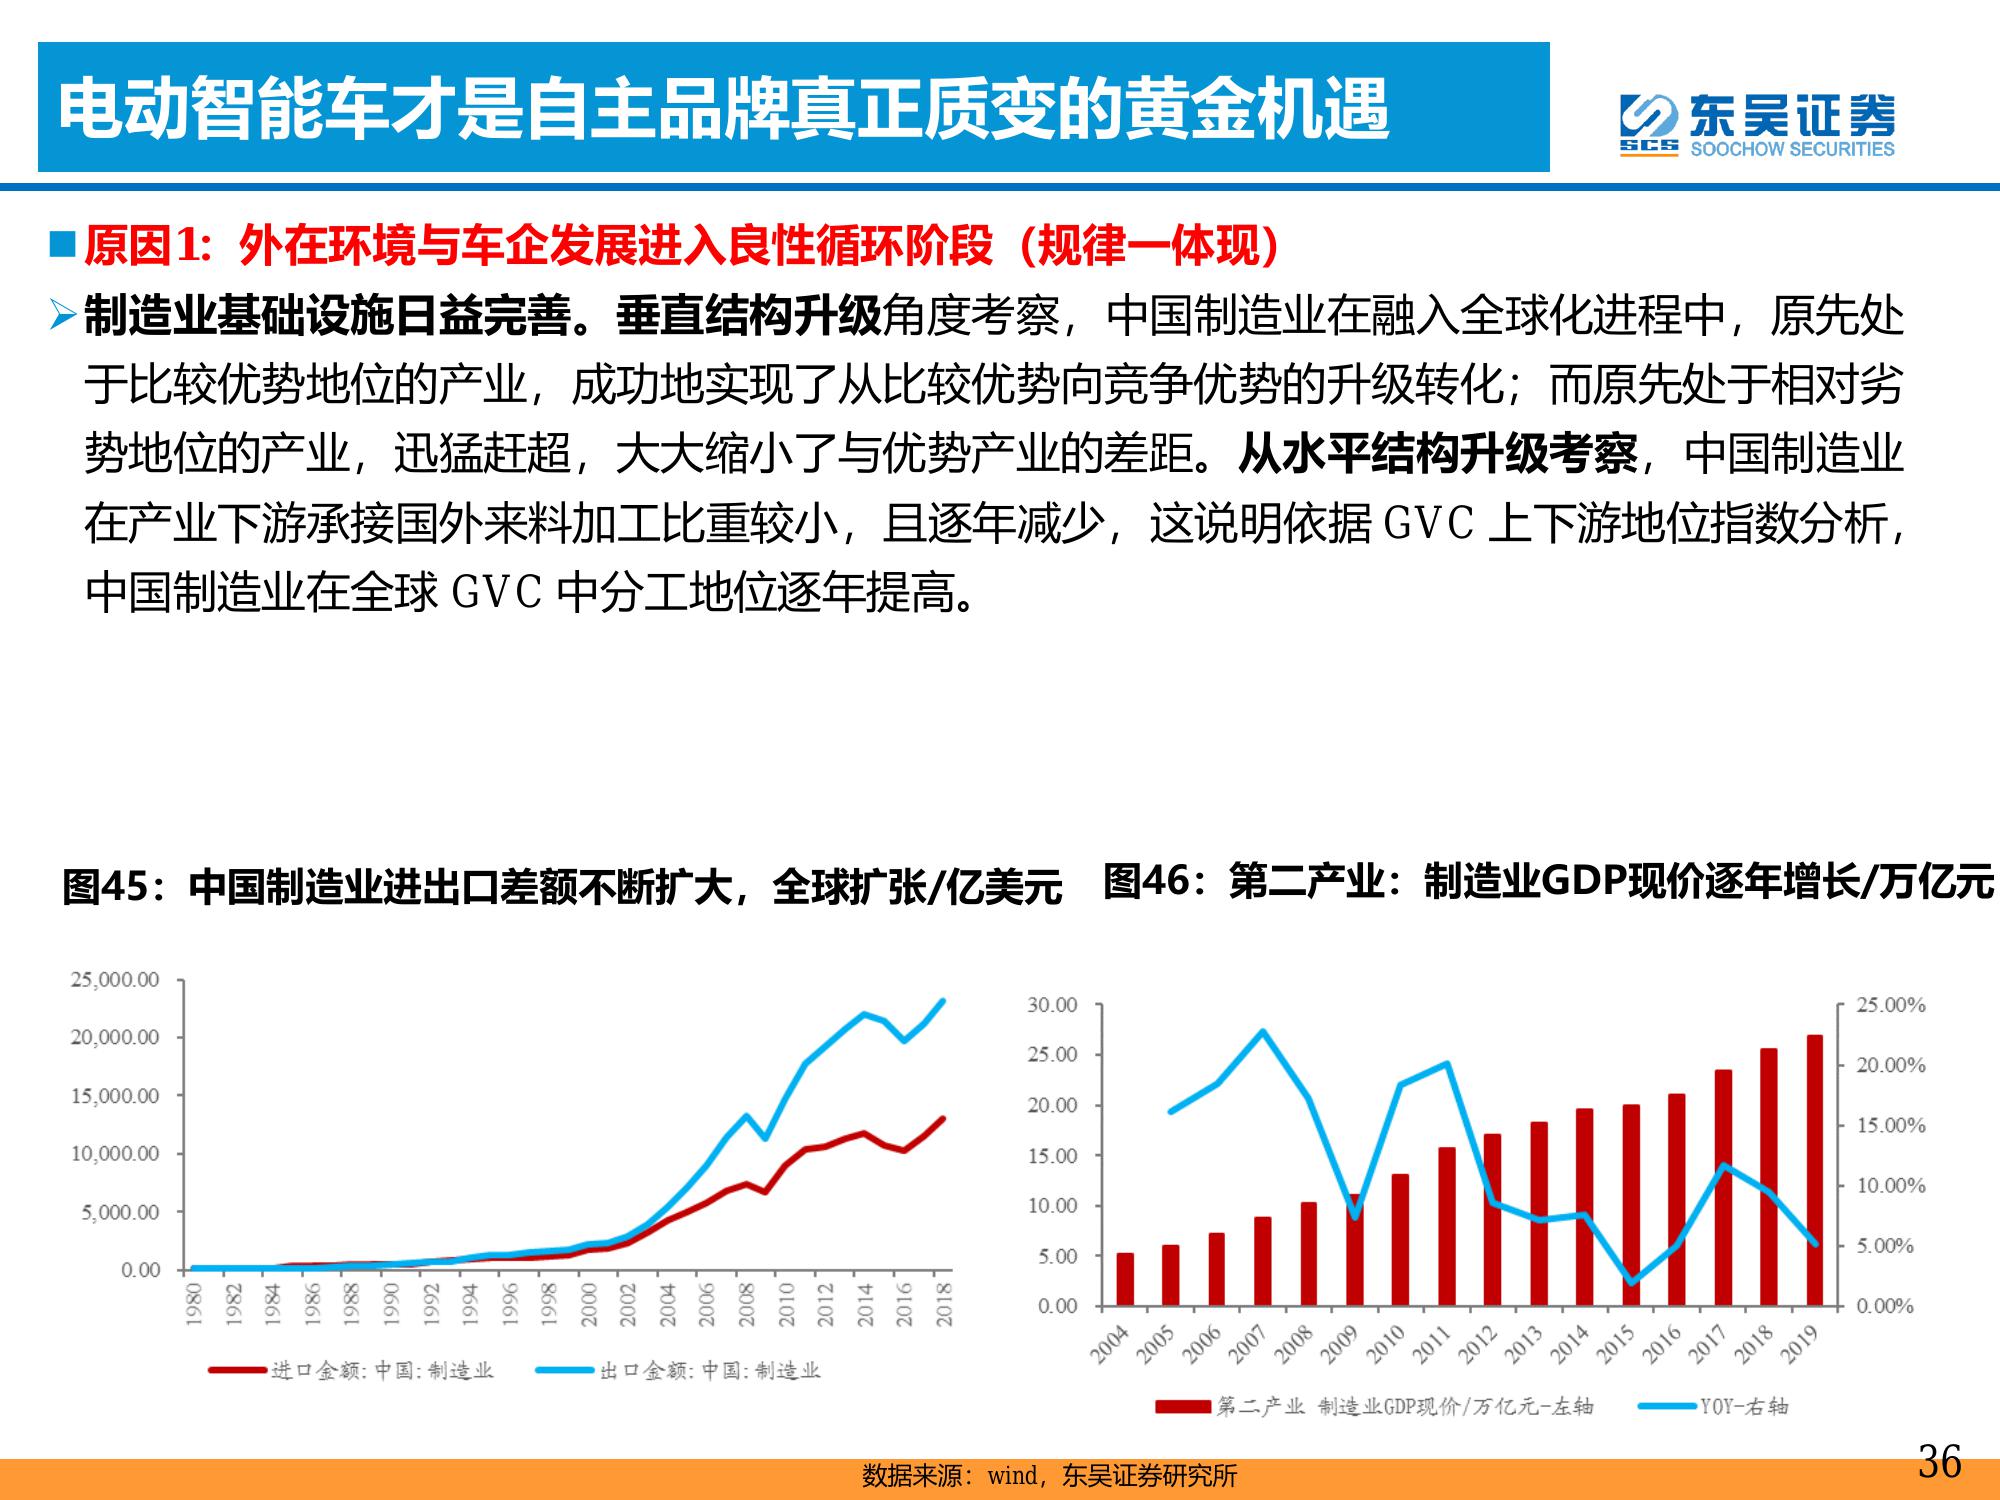 电动智能车才是自主品牌真正质变的黄金机遇
东吴证券
SCS
SOOCHOW SECURITIES
原因1：外在环境与车企发展进入良性循环阶段（规律一体现）
制造业基础设施日益完善。垂直结构升级角度考察，中国制造业在融入全球化进程中，原先处
于比较优势地位的产业，成功地实现了从比较优势向竞争优势的升级转化；而原先处于相对劣
势地位的产业，迅猛赶超，大大缩小了与优势产业的差距。从水平结构升级考察，中国制造业
在产业下游承接国外来料加工比重较小，且逐年减少，这说明依据 GVC 上下游地位指数分析，
中国制造业在全球 GVC 中分工地位逐年提高。
图45：中国制造业进出口差额不断扩大，全球扩张/亿美元
25,000.00
20,000.00
15,000.00
10,000.00
5,000.00
0.00
1980 1982 1984 1986 1988 1990 1992 1994 1996 1998 2000 2002 2004 2006 2008 2010 2012 2014 2016 2018
进口金额:中国:制造业 出口金额:中国:制造业
图46：第二产业：制造业GDP现价逐年增长/万亿元
30.00
25.00
20.00
15.00
10.00
5.00
0.00
25.00%
20.00%
15.00%
10.00%
5.00%
0.00%
2004 2005 2006 2007 2008 2009 2010 2011 2012 2013 2014 2015 2016 2017 2018 2019
第二产业 制造业GDP现价/万亿元-左轴 YOY-右轴
数据来源：wind，东吴证券研究所
36